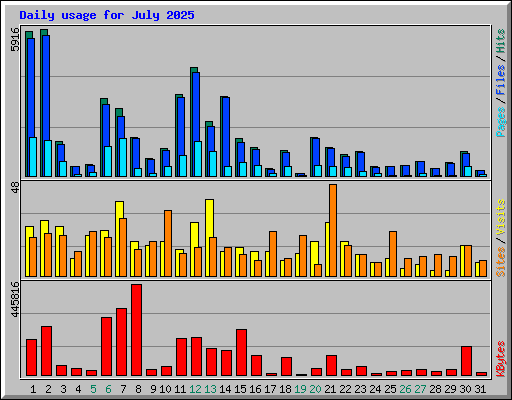 Daily usage for July 2025
5916
Pages / Files / Hits
48
Sites / Visits
445816
KBytes
1 2 3 4 5 6 7 8 9 10 11 12 13 14 15 16 17 18 19 20 21 22 23 24 25 26 27 28 29 30 31